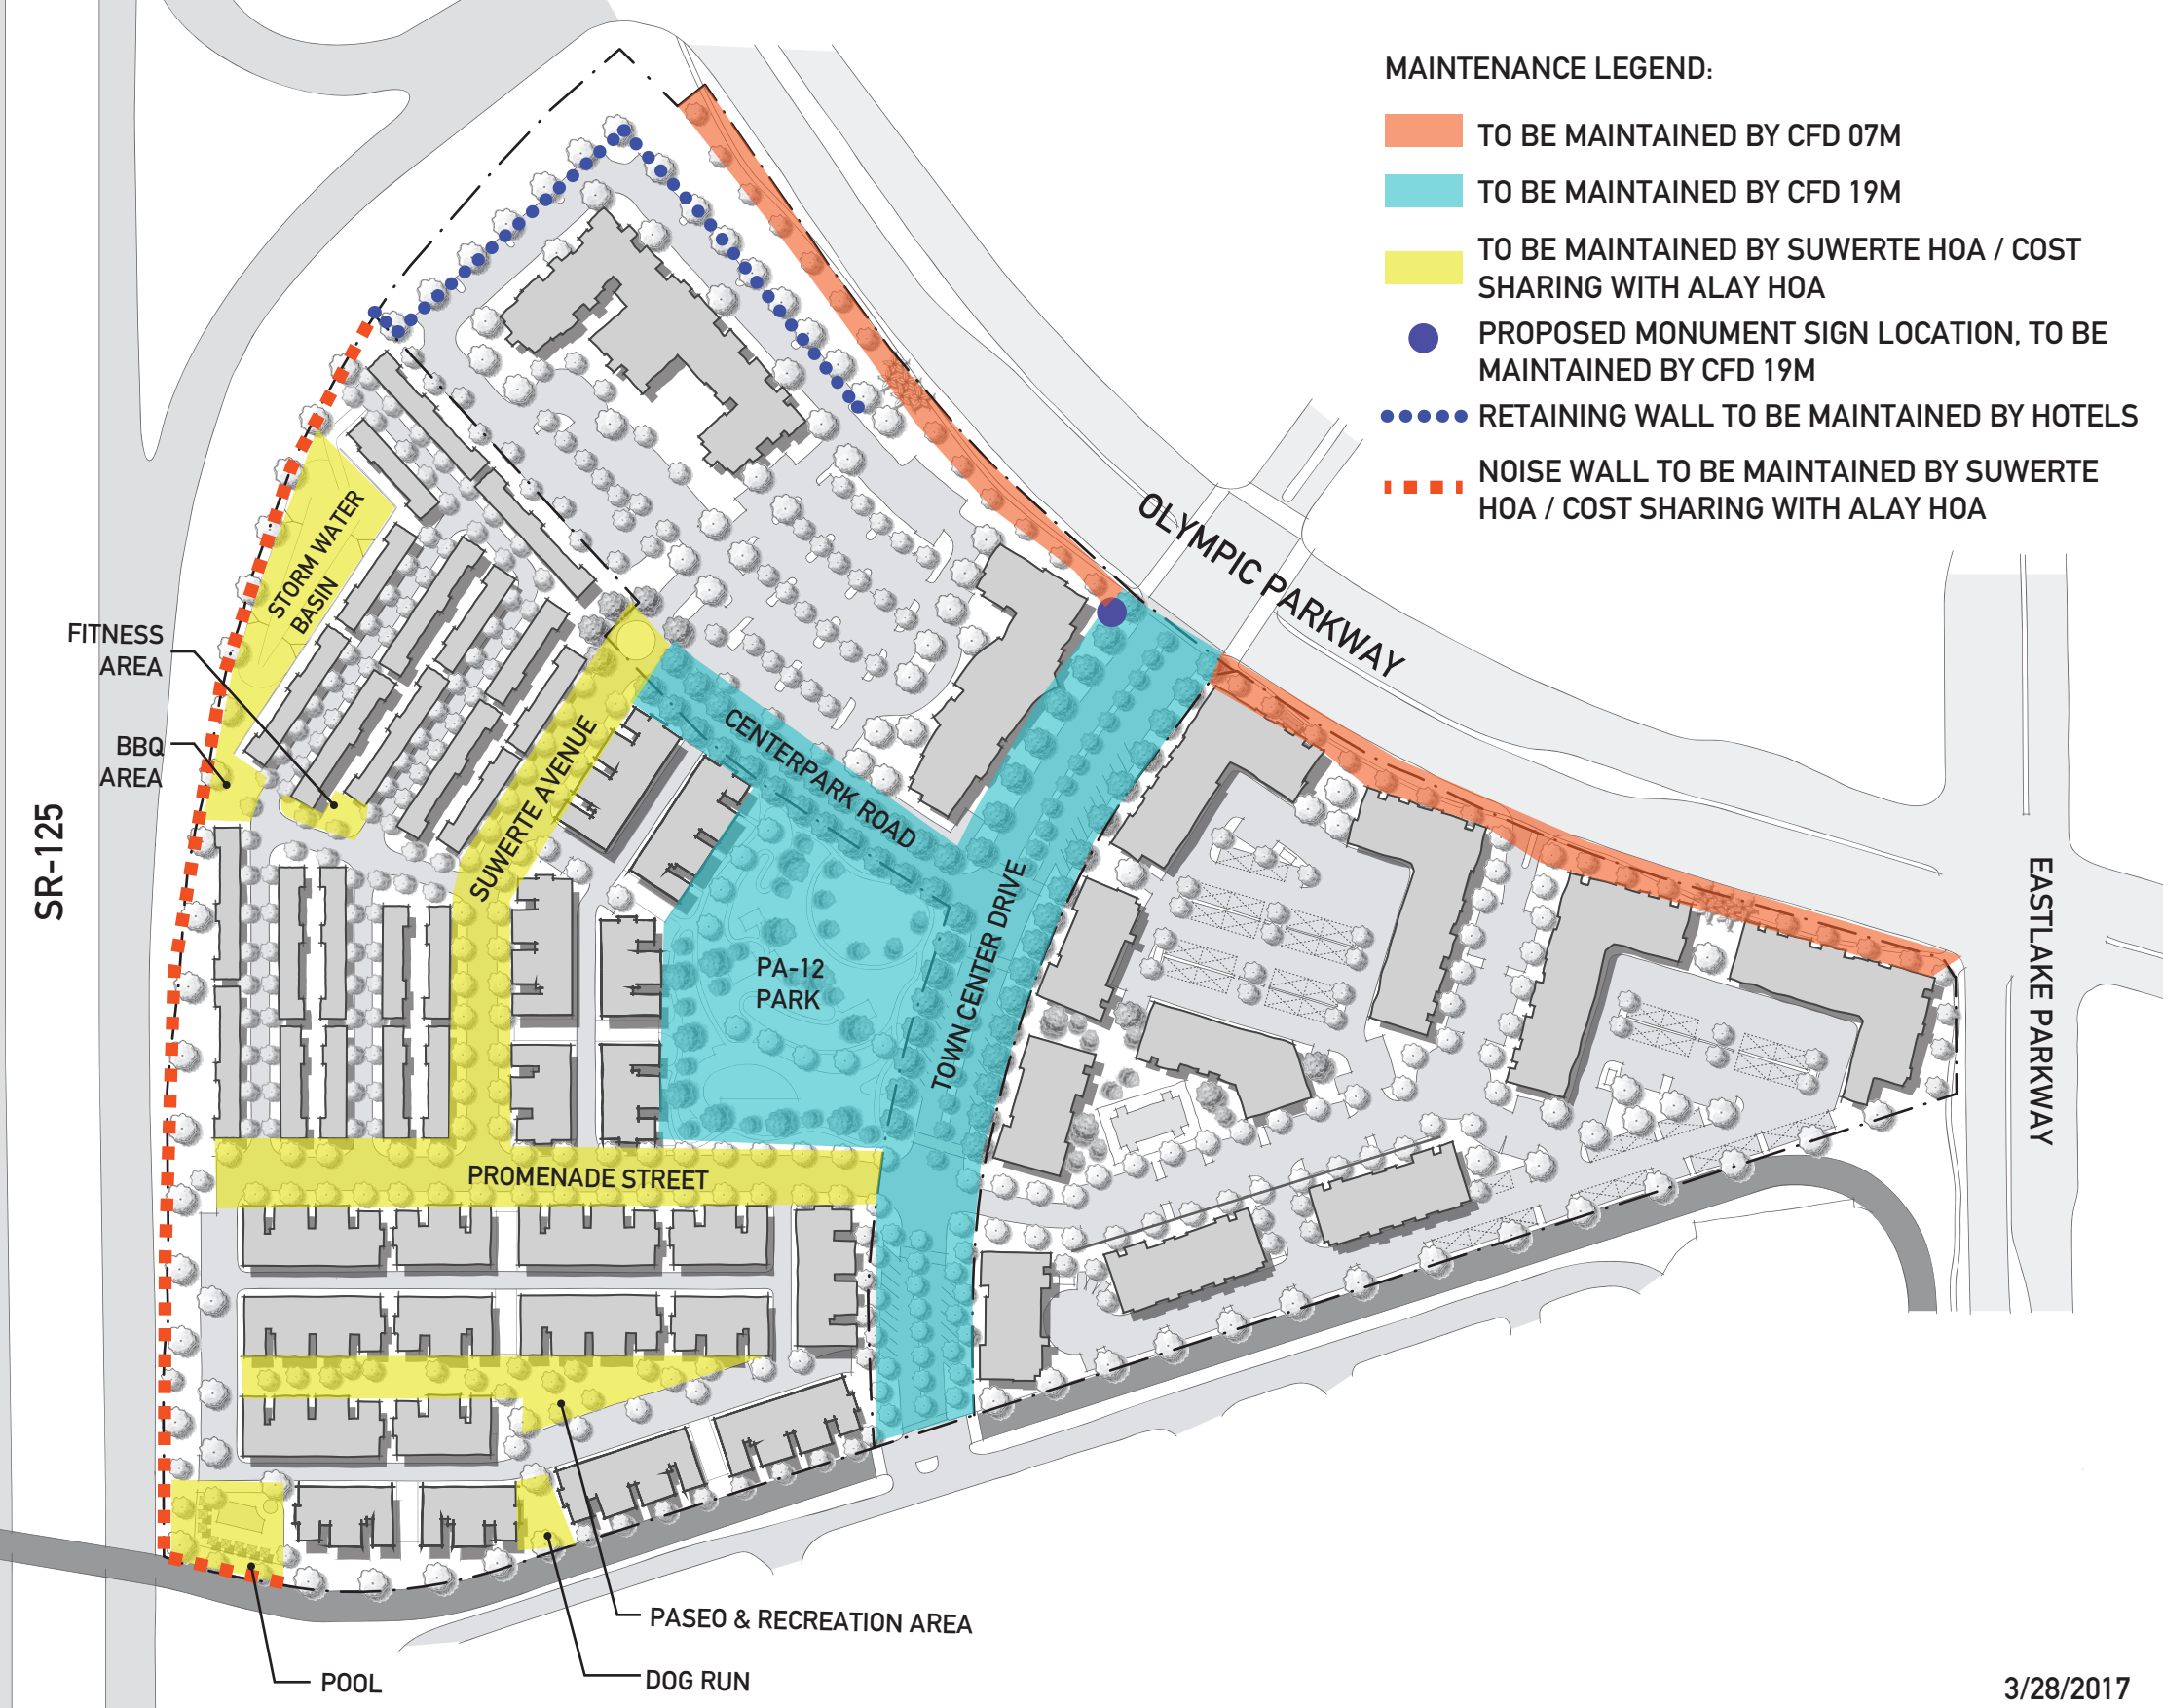 MAINTENANCE LEGEND:
TO BE MAINTAINED BY CFD 07M
TO BE MAINTAINED BY CFD 19M
TO BE MAINTAINED BY SUWERTE HOA / COST
SHARING WITH ALAY HOA
PROPOSED MONUMENT SIGN LOCATION, TO BE
MAINTAINED BY CFD 19M
RETAINING WALL TO BE MAINTAINED BY HOTELS
NOISE WALL TO BE MAINTAINED BY SUWERTE
HOA / COST SHARING WITH ALAY HOA
OLYMPIC PARKWAY
STORM WATER
BASIN
FITNESS
AREA
BBQ
AREA
SUWERTE AVENUE
CENTERPARK ROAD
SR-125
TOWN CENTER DRIVE
EASTLAKE PARKWAY
PA-12
PARK
PROMENADE STREET
PASEO & RECREATION AREA
DOG RUN
POOL
3/28/2017